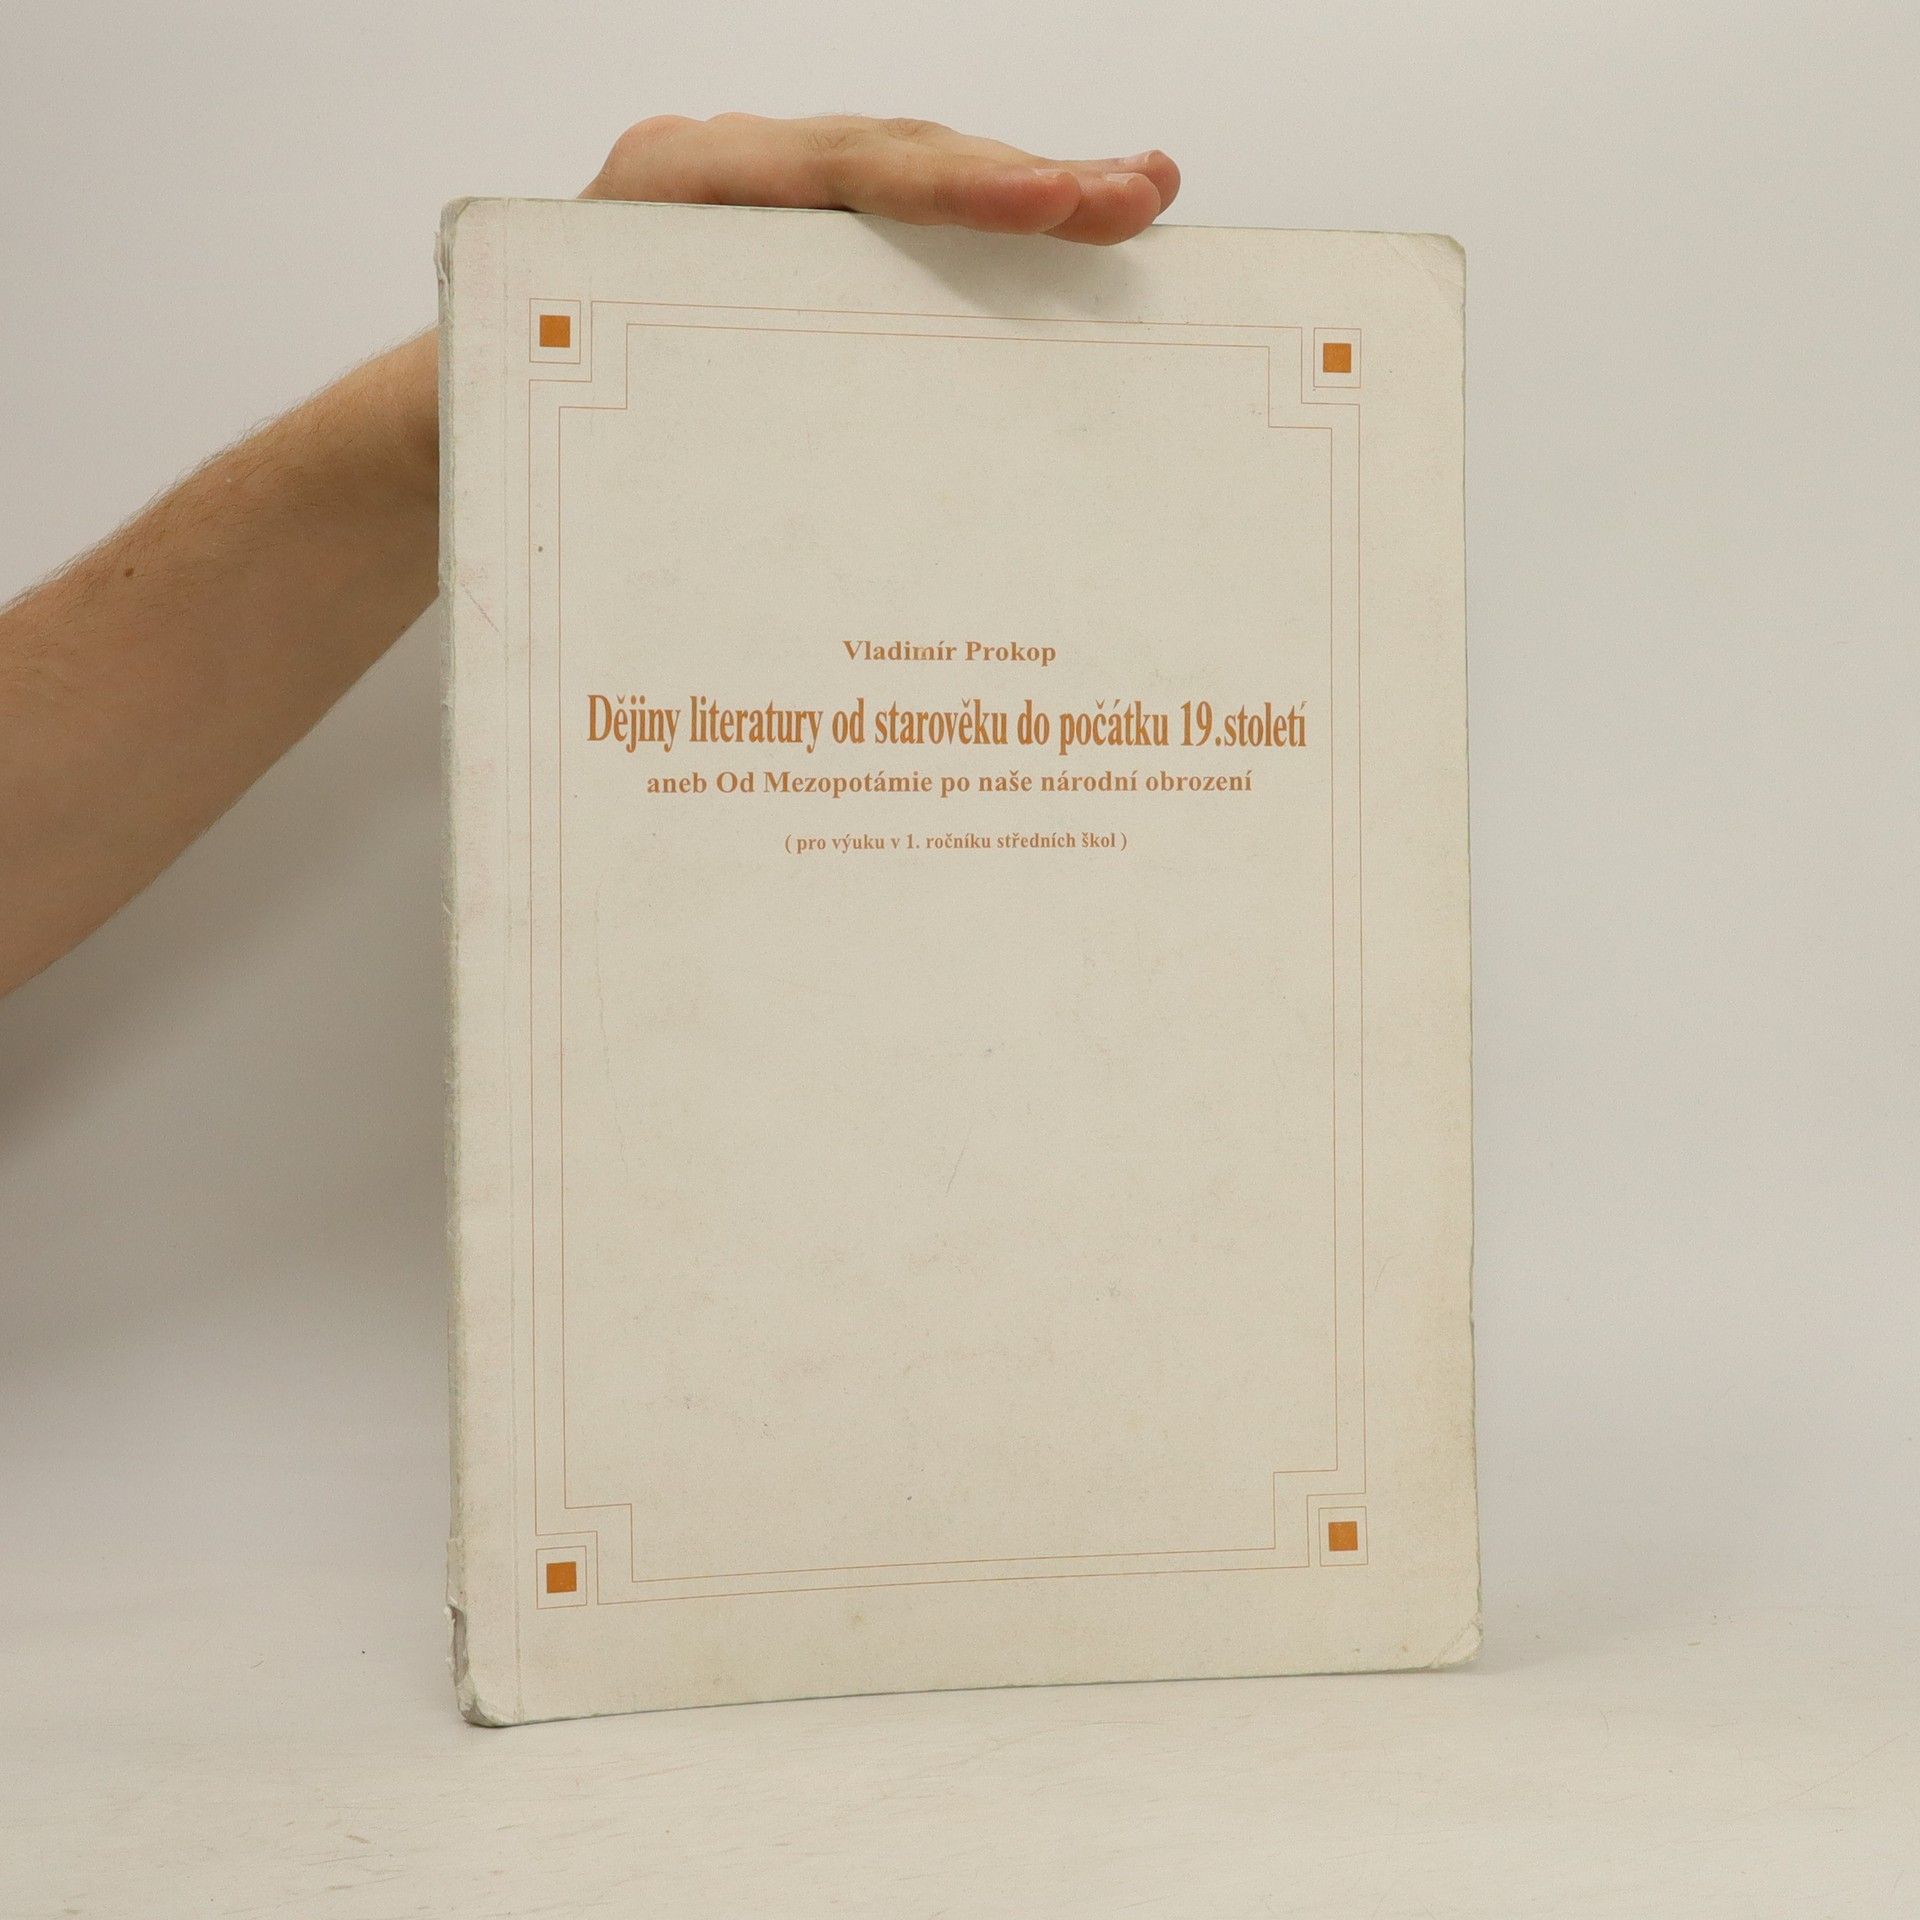 Vladimír Prokop
Dějiny literatury od starověku do počátku 19.století
aneb Od Mezopotámie po naše národní obrození
( pro výuku v 1. ročníku středních škol )